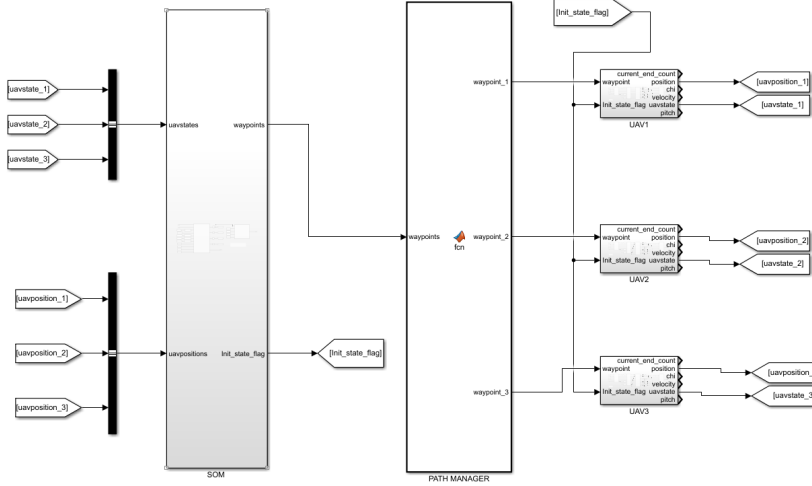 [Init_state_flag]
[uavstate_1]
[uavstate_2]
[uavstate_3]
[uavposition_1]
[uavposition_2]
[uavposition_3]
uavstates
waypoints
uavpositions
Init_state_flag
SOM
[Init_state_flag]
waypoints
fcn
waypoint_1
waypoint_2
waypoint_3
PATH MANAGER
current_end_count
waypoint
position
chi
velocity
Init_state_flag
uavstate
pitch
UAV1
[uavposition_1]
[uavstate_1]
current_end_count
waypoint
position
chi
velocity
Init_state_flag
uavstate
pitch
UAV2
[uavposition_2]
[uavstate_2]
current_end_count
waypoint
position
chi
velocity
Init_state_flag
uavstate
pitch
UAV3
[uavposition_
[uavstate_3